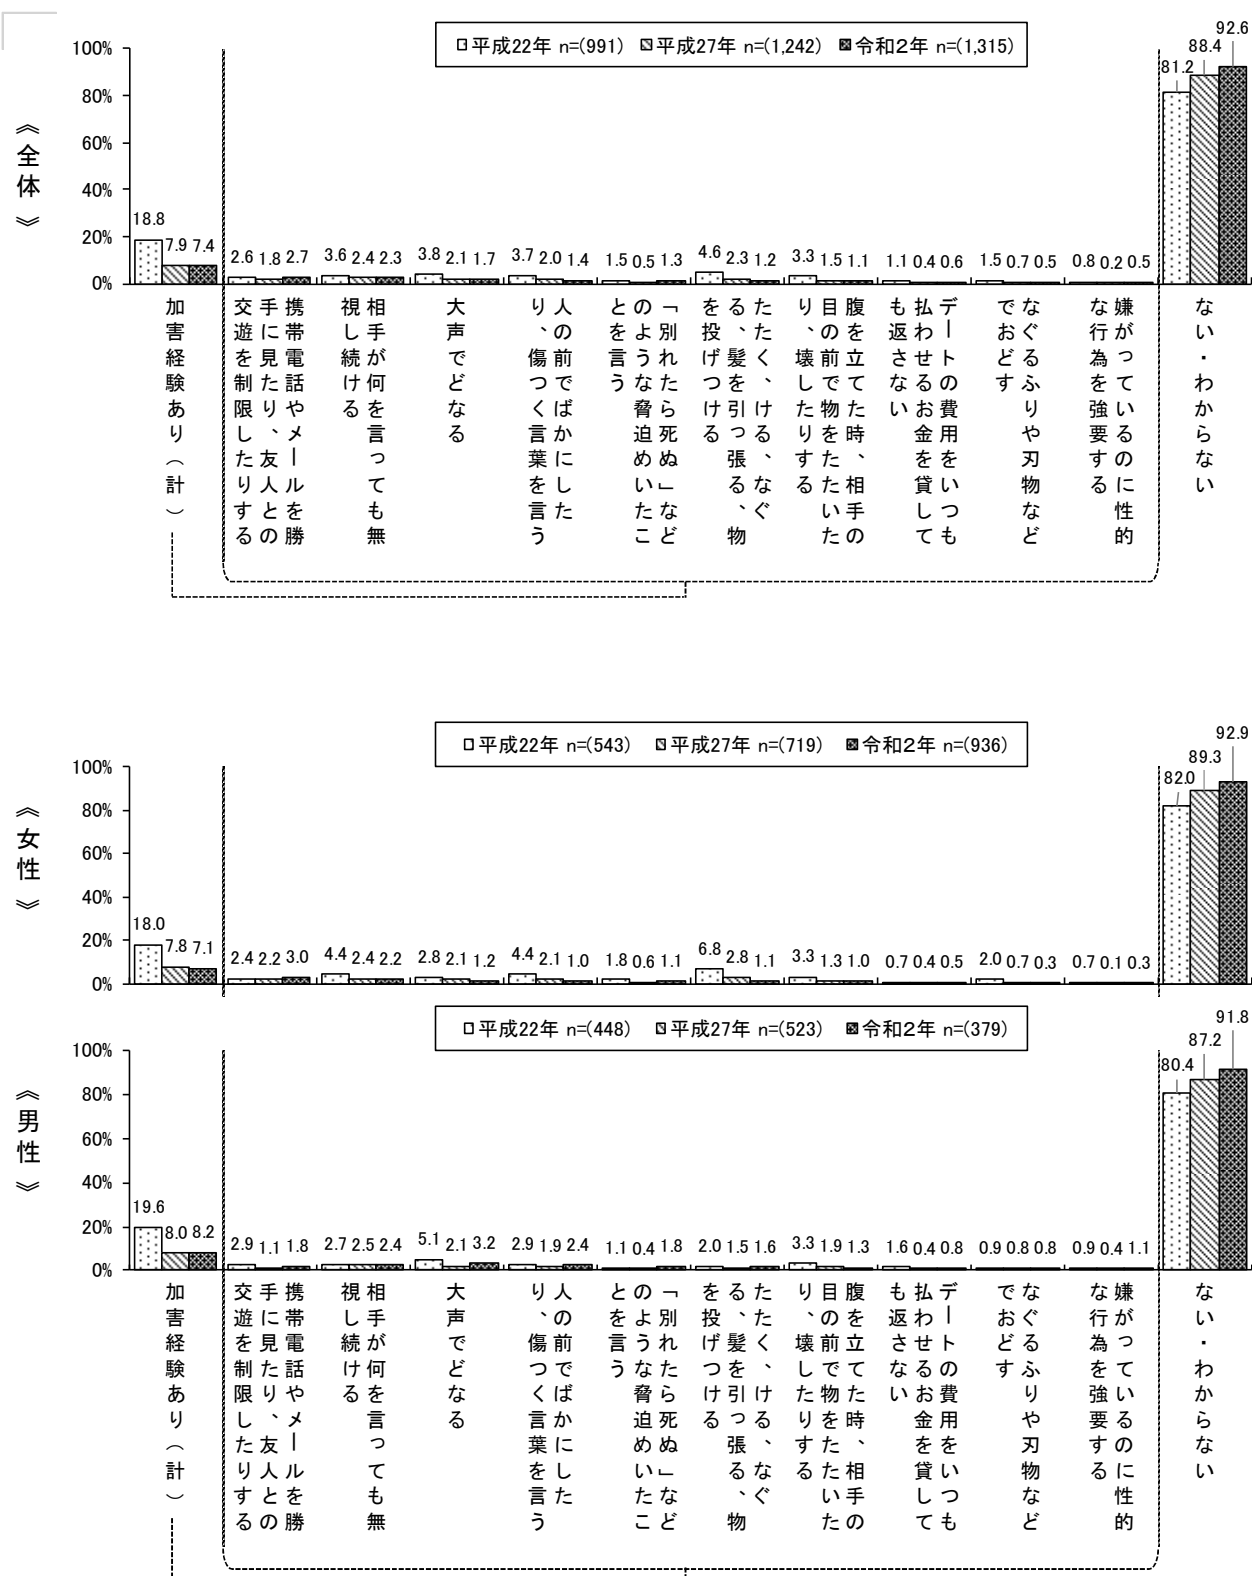 平成22年 n=(991) 平成27年 n=(1,242) 令和2年 n=(1,315)
《全体》
100%
80%
60%
40%
20%
0%
18.8 7.9 7.4
2.6 1.8 2.7
3.6 2.4 2.3
3.8 2.1 1.7
3.7 2.0 1.4
1.5 0.5 1.3
4.6 2.3 1.2
3.3 1.5 1.1
1.1 0.4 0.6
1.5 0.7 0.5
0.8 0.2 0.5
81.2 88.4 92.6
加害経験あり(計)
携帯電話やメールを勝
手に見たり、友人との
交遊を制限したりする
相手が何を言っても無
視し続ける
大声でどなる
人の前でばかにした
り、傷つく言葉を言う
「別れたら死ぬ」など
のような脅迫めいたこ
とを言う
たたく、ける、なぐ
る、髪を引っ張る、物
を投げつける
腹を立てた時、相手の
目の前で物をたたいた
り、壊したりする
デートの費用をいつも
払わせるお金を貸して
も返さない
なぐるふりや刃物など
でおどす
嫌がっているのに性的
な行為を強要する
ない・わからない
平成22年 n=(543) 平成27年 n=(719) 令和2年 n=(936)
《女性》
100%
80%
60%
40%
20%
0%
18.0 7.8 7.1
2.4 2.2 3.0
4.4 2.4 2.2
2.8 2.1 1.2
4.4 2.1 1.0
1.8 0.6 1.1
6.8 2.8 1.1
3.3 1.3 1.0
0.7 0.4 0.5
2.0 0.7 0.3
0.7 0.1 0.3
82.0 89.3 92.9
平成22年 n=(448) 平成27年 n=(523) 令和2年 n=(379)
《男性》
100%
80%
60%
40%
20%
0%
19.6 8.0 8.2
2.9 1.1 1.8
2.7 2.5 2.4
5.1 2.1 3.2
2.9 1.9 2.4
1.1 0.4 1.8
2.0 1.5 1.6
3.3 1.9 1.3
1.6 0.4 0.8
0.9 0.8 0.8
0.9 0.4 1.1
80.4 87.2 91.8
加害経験あり(計)
携帯電話やメールを勝
手に見たり、友人との
交遊を制限したりする
相手が何を言っても無
視し続ける
大声でどなる
人の前でばかにした
り、傷つく言葉を言う
「別れたら死ぬ」など
のような脅迫めいたこ
とを言う
たたく、ける、なぐ
る、髪を引っ張る、物
を投げつける
腹を立てた時、相手の
目の前で物をたたいた
り、壊したりする
デートの費用をいつも
払わせるお金を貸して
も返さない
なぐるふりや刃物など
でおどす
嫌がっているのに性的
な行為を強要する
ない・わからない